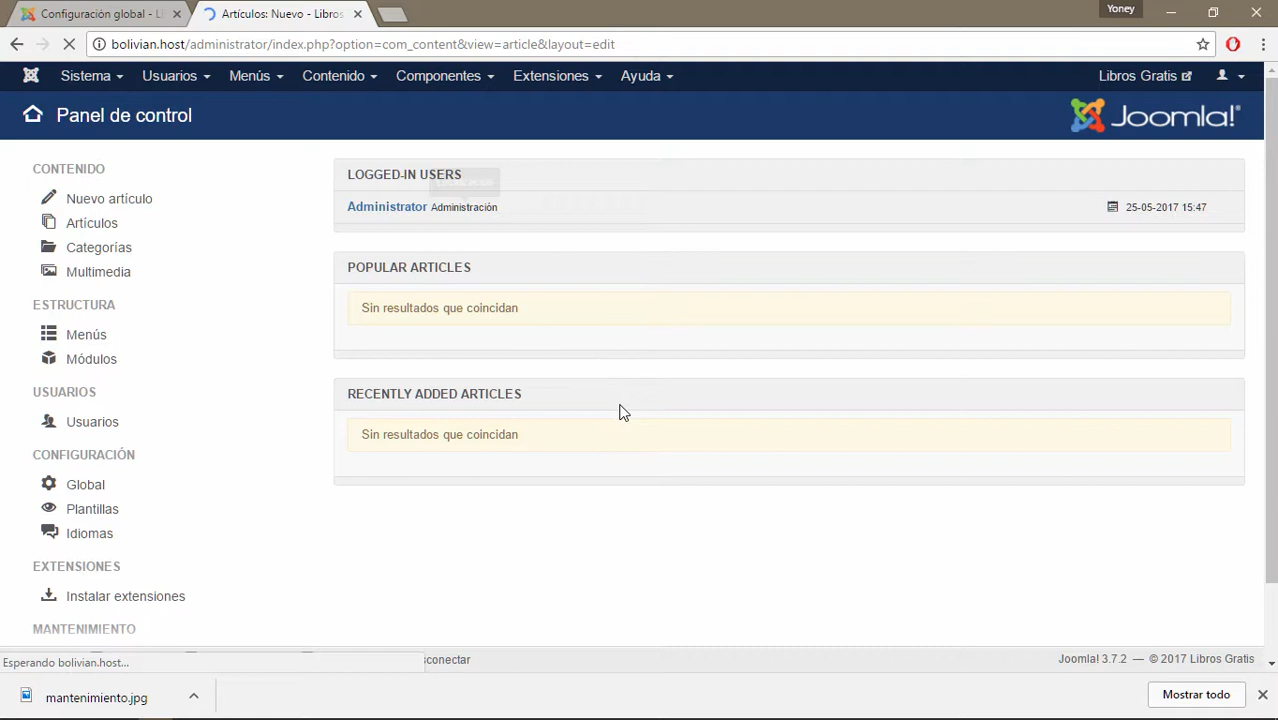 Configuración global - Li
Artículos: Nuevo - Libros
Yoney
bolivian.host/administrator/index.php?option=com_content&view=article&layout=edit
Sistema Usuarios Menús Contenido Componentes Extensiones Ayuda Libros Gratis
Panel de control
Joomla!
CONTENIDO
Nuevo artículo
Artículos
Categorías
Multimedia
ESTRUCTURA
Menús
Módulos
USUARIOS
Usuarios
CONFIGURACIÓN
Global
Plantillas
Idiomas
EXTENSIONES
Instalar extensiones
MANTENIMIENTO
LOGGED-IN USERS
Administrator Administración 25-05-2017 15:47
POPULAR ARTICLES
Sin resultados que coincidan
RECENTLY ADDED ARTICLES
Sin resultados que coincidan
Esperando bolivian.host...
sconectar
Joomla! 3.7.2 — © 2017 Libros Gratis
mantenimiento.jpg
Mostrar todo